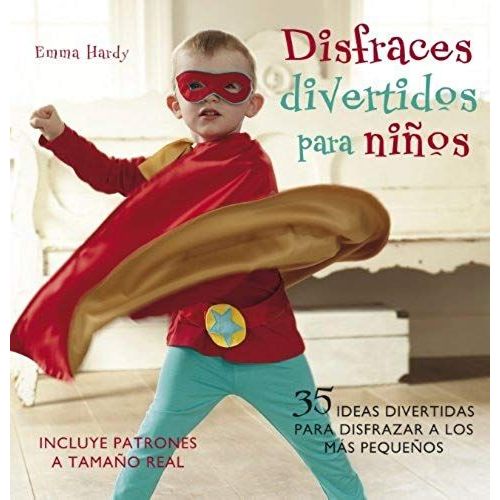 Emma Hardy
Disfraces
divertidos
para niños
35 IDEAS DIVERTIDAS
PARA DISFRAZAR A LOS
MÁS PEQUEÑOS
INCLUYE PATRONES
A TAMAÑO REAL